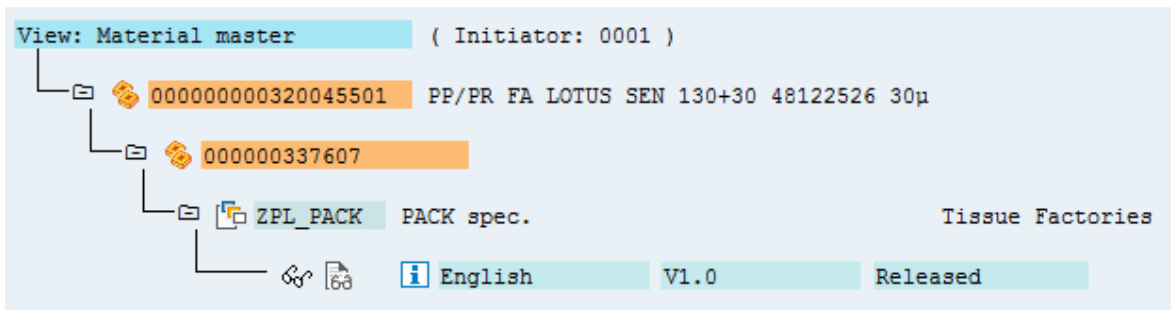 View: Material master ( Initiator: 0001 )
000000000320045501 PP/PR FA LOTUS SEN 130+30 48122526 30µ
000000337607
ZPL_PACK PACK spec. Tissue Factories
English V1.0 Released